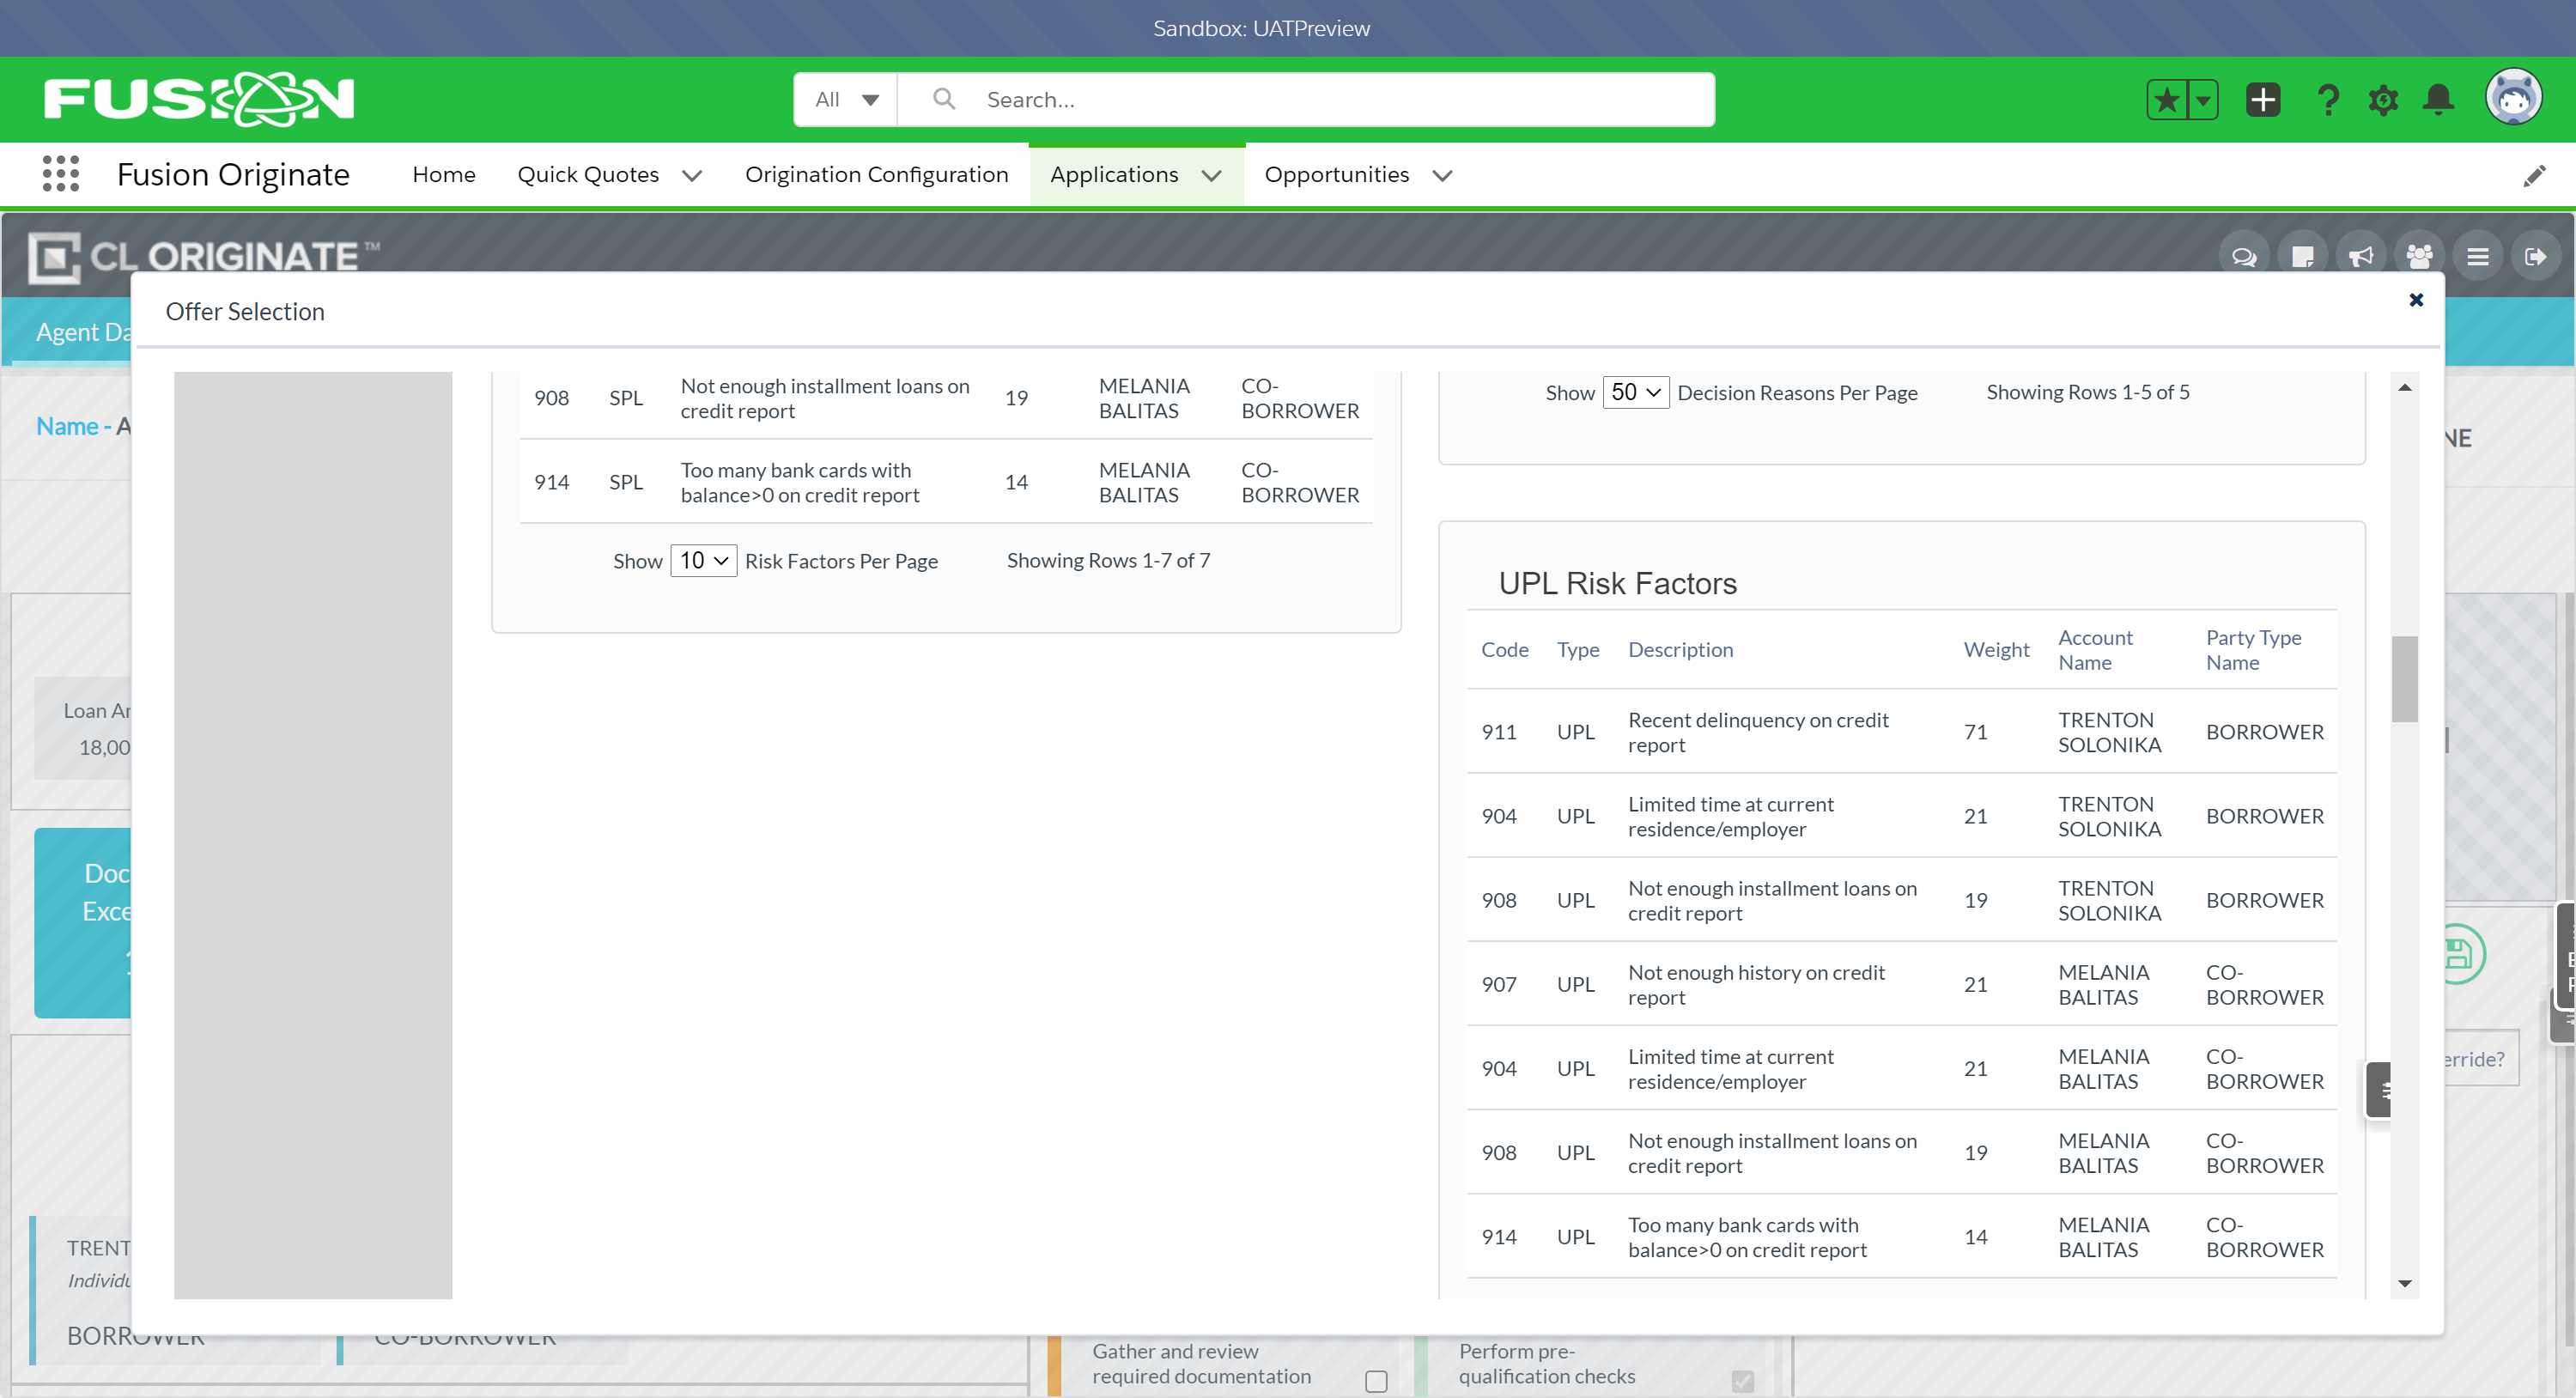 Sandbox: UATPreview
FUSION
All
Search...
Fusion Originate
Home
Quick Quotes
Origination Configuration
Applications
Opportunities
CL ORIGINATE™
Offer Selection
Agent Da
Name - A
NE
Loan Ar
18,00
Doc
Exce
TRENT
Individu
BORROWER
CO-BORROWER
908 SPL Not enough installment loans on credit report 19 MELANIA BALITAS CO-BORROWER
914 SPL Too many bank cards with balance>0 on credit report 14 MELANIA BALITAS CO-BORROWER
Show 10 Risk Factors Per Page Showing Rows 1-7 of 7
Show 50 Decision Reasons Per Page Showing Rows 1-5 of 5
UPL Risk Factors
Code Type Description Weight Account Name Party Type Name
911 UPL Recent delinquency on credit report 71 TRENTON SOLONIKA BORROWER
904 UPL Limited time at current residence/employer 21 TRENTON SOLONIKA BORROWER
908 UPL Not enough installment loans on credit report 19 TRENTON SOLONIKA BORROWER
907 UPL Not enough history on credit report 21 MELANIA BALITAS CO-BORROWER
904 UPL Limited time at current residence/employer 21 MELANIA BALITAS CO-BORROWER
908 UPL Not enough installment loans on credit report 19 MELANIA BALITAS CO-BORROWER
914 UPL Too many bank cards with balance>0 on credit report 14 MELANIA BALITAS CO-BORROWER
erride?
Gather and review
required documentation
Perform pre-
qualification checks